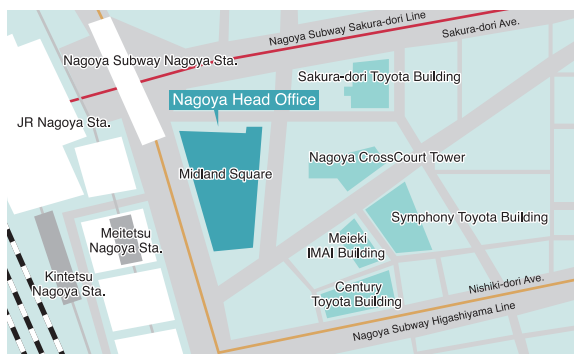 Nagoya Subway Sakura-dori Line
Sakura-dori Ave.
Nagoya Subway Nagoya Sta.
Sakura-dori Toyota Building
Nagoya Head Office
JR Nagoya Sta.
Nagoya CrossCourt Tower
Midland Square
Symphony Toyota Building
Meitetsu
Nagoya Sta.
Meieki
IMAI Building
Kintetsu
Nagoya Sta.
Century
Toyota Building
Nishiki-dori Ave.
Nagoya Subway Higashiyama Line